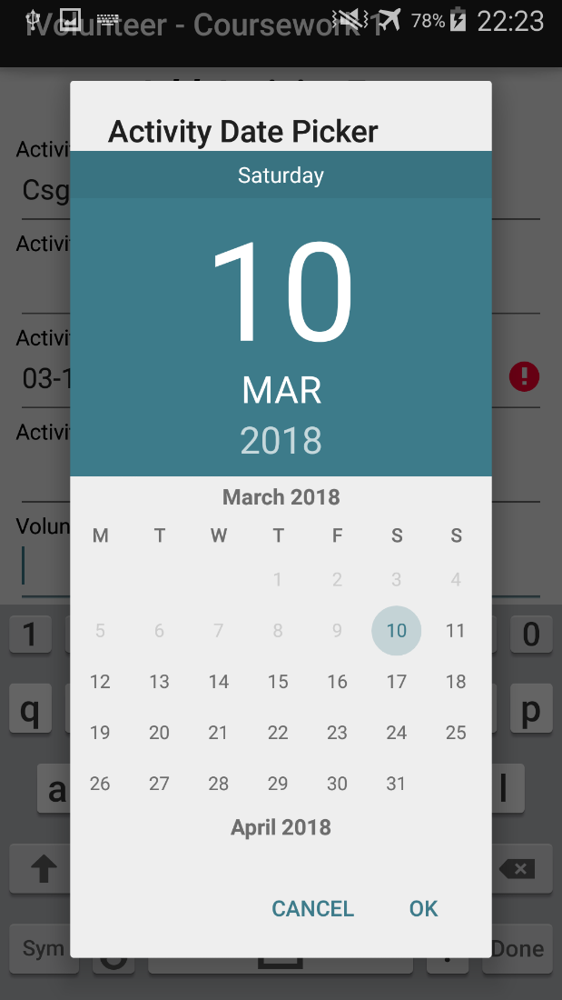 iVolunteer - Coursework 1
78%
22:23
Activi
Csg
Activi
Activi
03-1
Activi
Volun
Activity Date Picker
Saturday
10
MAR
2018
March 2018
M T W T F S S
1 2 3 4
5 6 7 8 9 10 11
12 13 14 15 16 17 18
19 20 21 22 23 24 25
26 27 28 29 30 31
April 2018
CANCEL OK
1 0
q p
a l
Sym Done